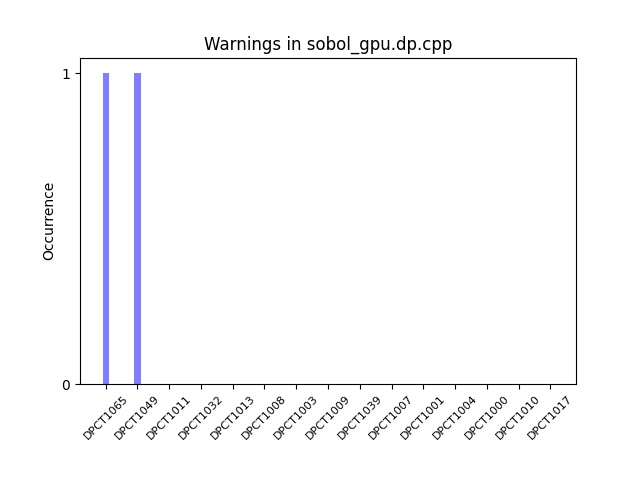 Warnings in sobol_gpu.dp.cpp
1
Occurrence
0
DPCT1065
DPCT1049
DPCT1011
DPCT1032
DPCT1013
DPCT1008
DPCT1003
DPCT1009
DPCT1039
DPCT1007
DPCT1001
DPCT1004
DPCT1000
DPCT1010
DPCT1017